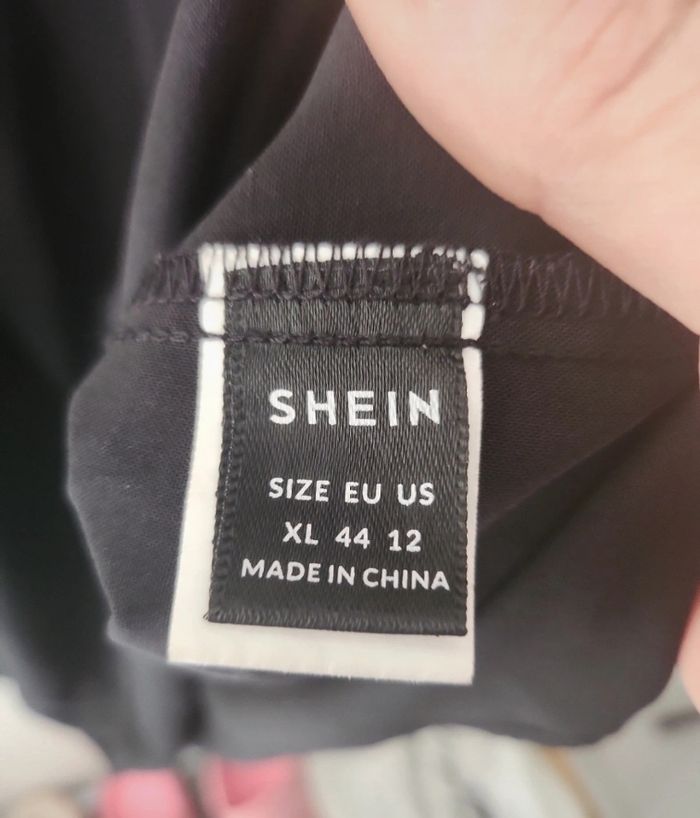 SHEIN
SIZE EU US
XL 44 12
MADE IN CHINA